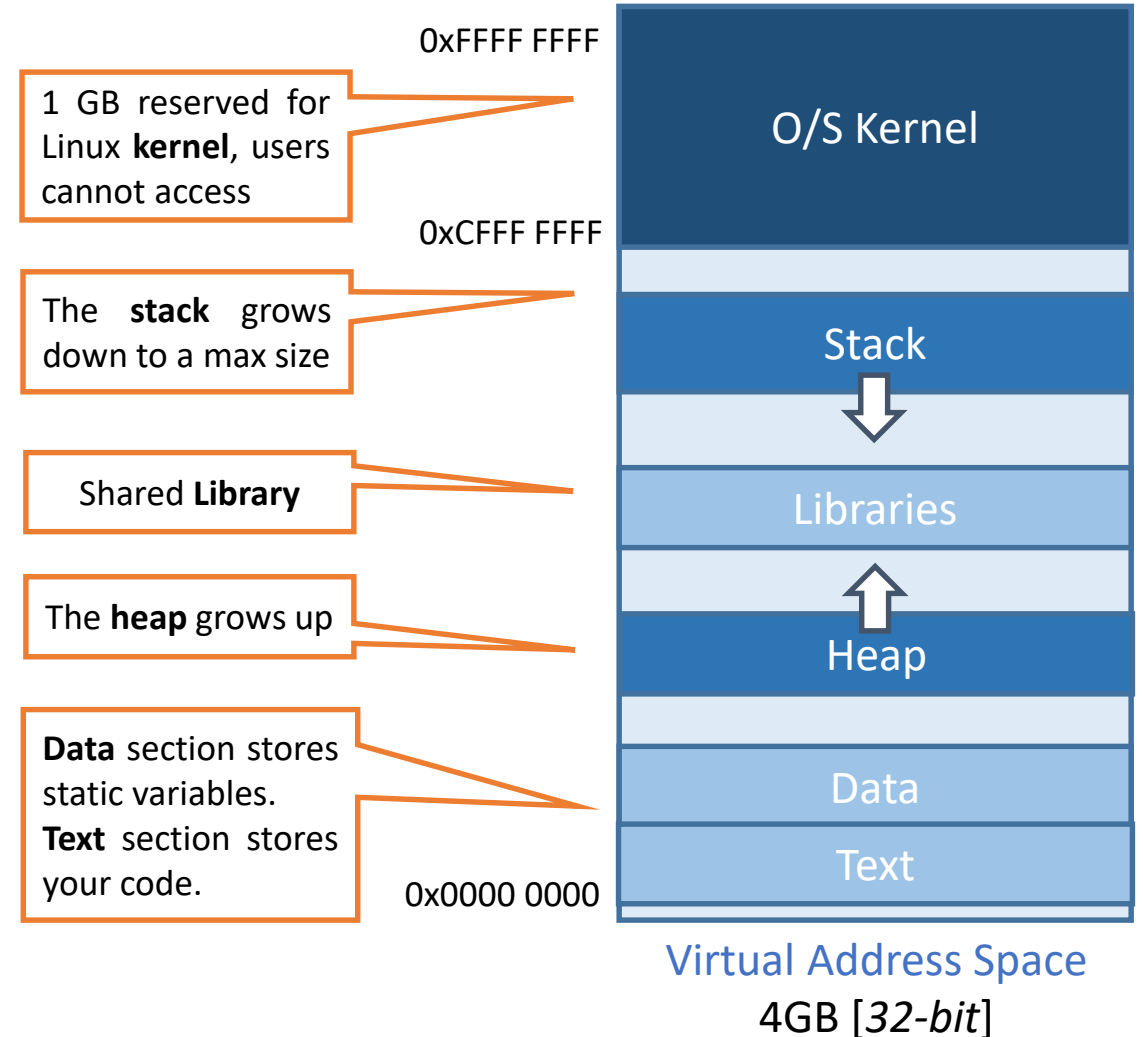 0xFFFF FFFF
1 GB reserved for
Linux kernel, users
cannot access
O/S Kernel
0xCFFF FFFF
The stack grows
down to a max size
Stack
Shared Library
Libraries
The heap grows up
Heap
Data section stores
static variables.
Text section stores
your code.
Data
Text
0x0000 0000
Virtual Address Space
4GB [32-bit]